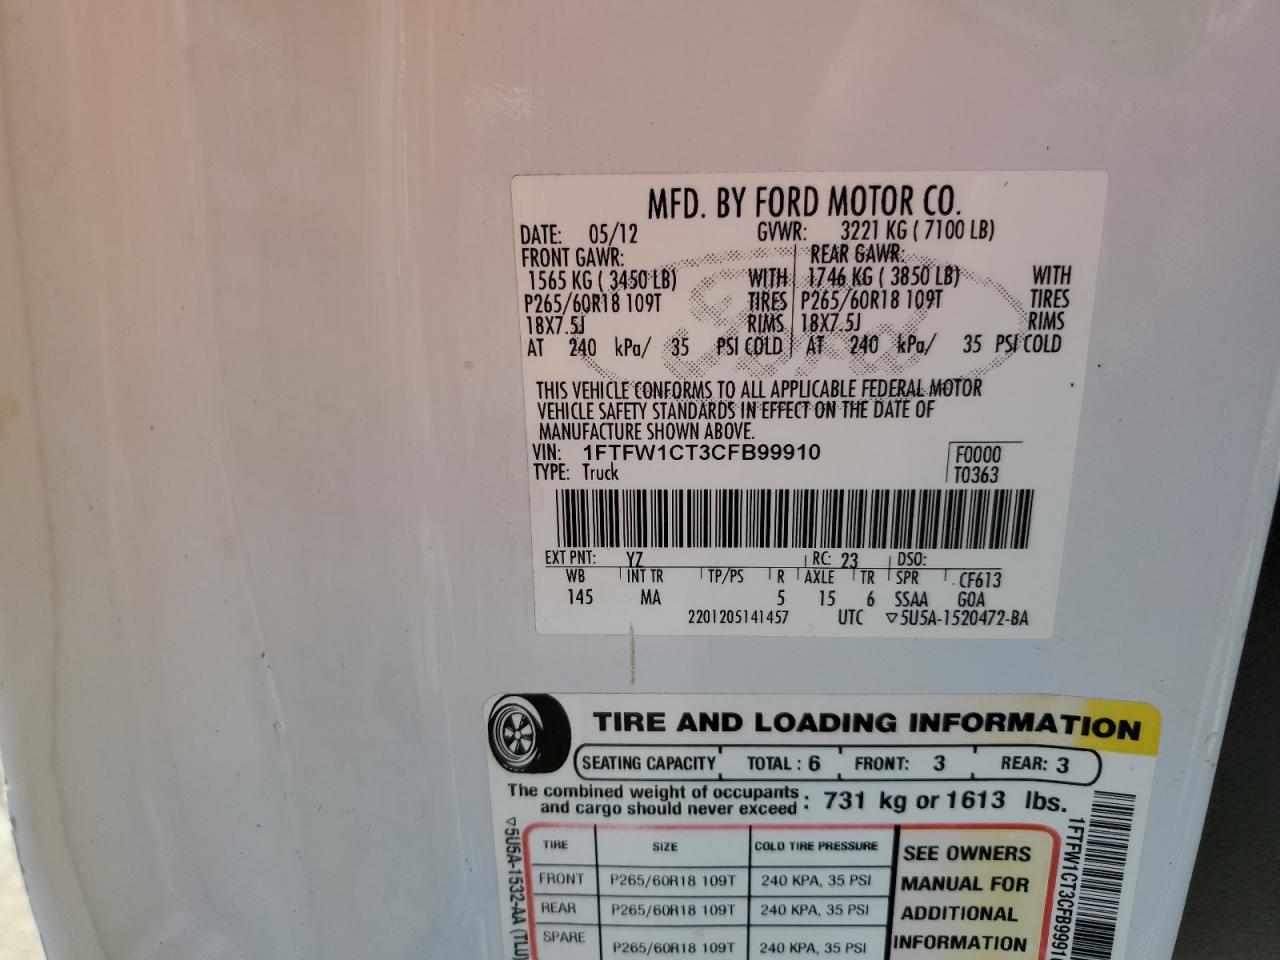 MFD. BY FORD MOTOR CO.
DATE: 05/12 GVWR: 3221 KG ( 7100 LB)
FRONT GAWR: REAR GAWR:
1565 KG ( 3450 LB) WITH 1746 KG ( 3850 LB) WITH
P265/60R18 109T TIRES P265/60R18 109T TIRES
18X7.5J RIMS 18X7.5J RIMS
AT 240 kPa/ 35 PSI COLD AT 240 kPa/ 35 PSI COLD
Ford
THIS VEHICLE CONFORMS TO ALL APPLICABLE FEDERAL MOTOR
VEHICLE SAFETY STANDARDS IN EFFECT ON THE DATE OF
MANUFACTURE SHOWN ABOVE.
VIN: 1FTFW1CT3CFB99910 F0000
TYPE: Truck T0363
EXT PNT: YZ RC: 23 DSO:
WB INT TR TP/PS R AXLE TR SPR CF613
145 MA 5 15 6 SSAA GOA
2201205141457 UTC ▽5U5A-1520472-BA
TIRE AND LOADING INFORMATION
SEATING CAPACITY TOTAL : 6 FRONT: 3 REAR: 3
The combined weight of occupants
and cargo should never exceed : 731 kg or 1613 lbs.
TIRE SIZE COLD TIRE PRESSURE
FRONT P265/60R18 109T 240 KPA, 35 PSI
REAR P265/60R18 109T 240 KPA, 35 PSI
SPARE P265/60R18 109T 240 KPA, 35 PSI
SEE OWNERS
MANUAL FOR
ADDITIONAL
INFORMATION
▽5U5A-1532-AA (TLU)
1FTFW1CT3CFB99910